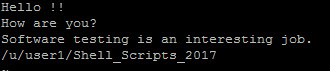 Hello !!
How are you?
Software testing is an interesting job.
/u/user1/Shell_Scripts_2017